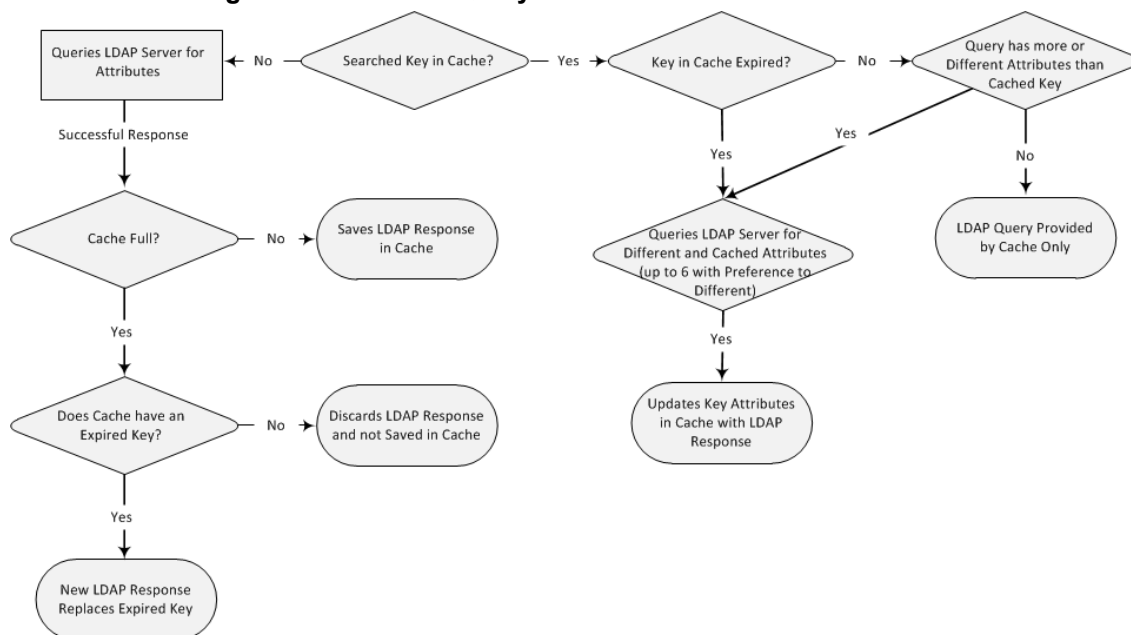 Queries LDAP Server for
Attributes
No
Searched Key in Cache?
Yes
Key in Cache Expired?
No
Query has more or
Different Attributes than
Cached Key
Successful Response
Yes
Yes
No
Cache Full?
No
Saves LDAP Response
in Cache
Queries LDAP Server for
Different and Cached Attributes
(up to 6 with Preference to
Different)
LDAP Query Provided
by Cache Only
Yes
Yes
Does Cache have an
Expired Key?
No
Discards LDAP Response
and not Saved in Cache
Updates Key Attributes
in Cache with LDAP
Response
Yes
New LDAP Response
Replaces Expired Key